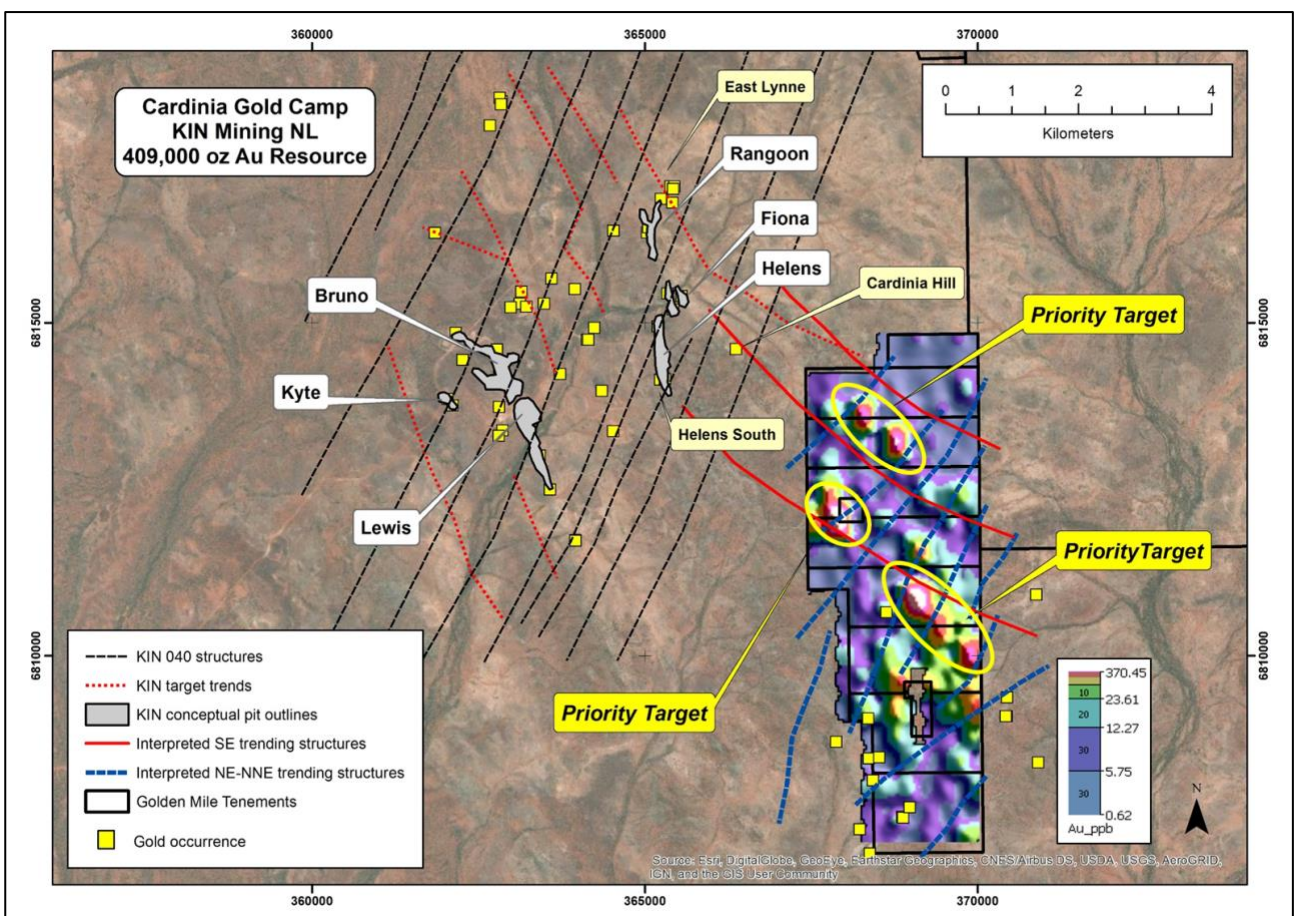 360000
365000
370000
Cardinia Gold Camp
KIN Mining NL
409,000 oz Au Resource
0 1 2 4
Kilometers
East Lynne
Rangoon
Fiona
Helens
Cardinia Hill
Bruno
Priority Target
6815000
6815000
Kyte
Helens South
Lewis
PriorityTarget
Priority Target
6810000
6810000
KIN 040 structures
KIN target trends
KIN conceptual pit outlines
Interpreted SE trending structures
Interpreted NE-NNE trending structures
Golden Mile Tenements
Gold occurrence
370.45
10
23.61
20
12.27
30
5.75
30
0.62
Au_ppb
N
Source: Esri, DigitalGlobe, GeoEye, Earthstar Geographics, CNES/Airbus DS, USDA, USGS, AeroGRID,
IGN, and the GIS User Community
360000
365000
370000